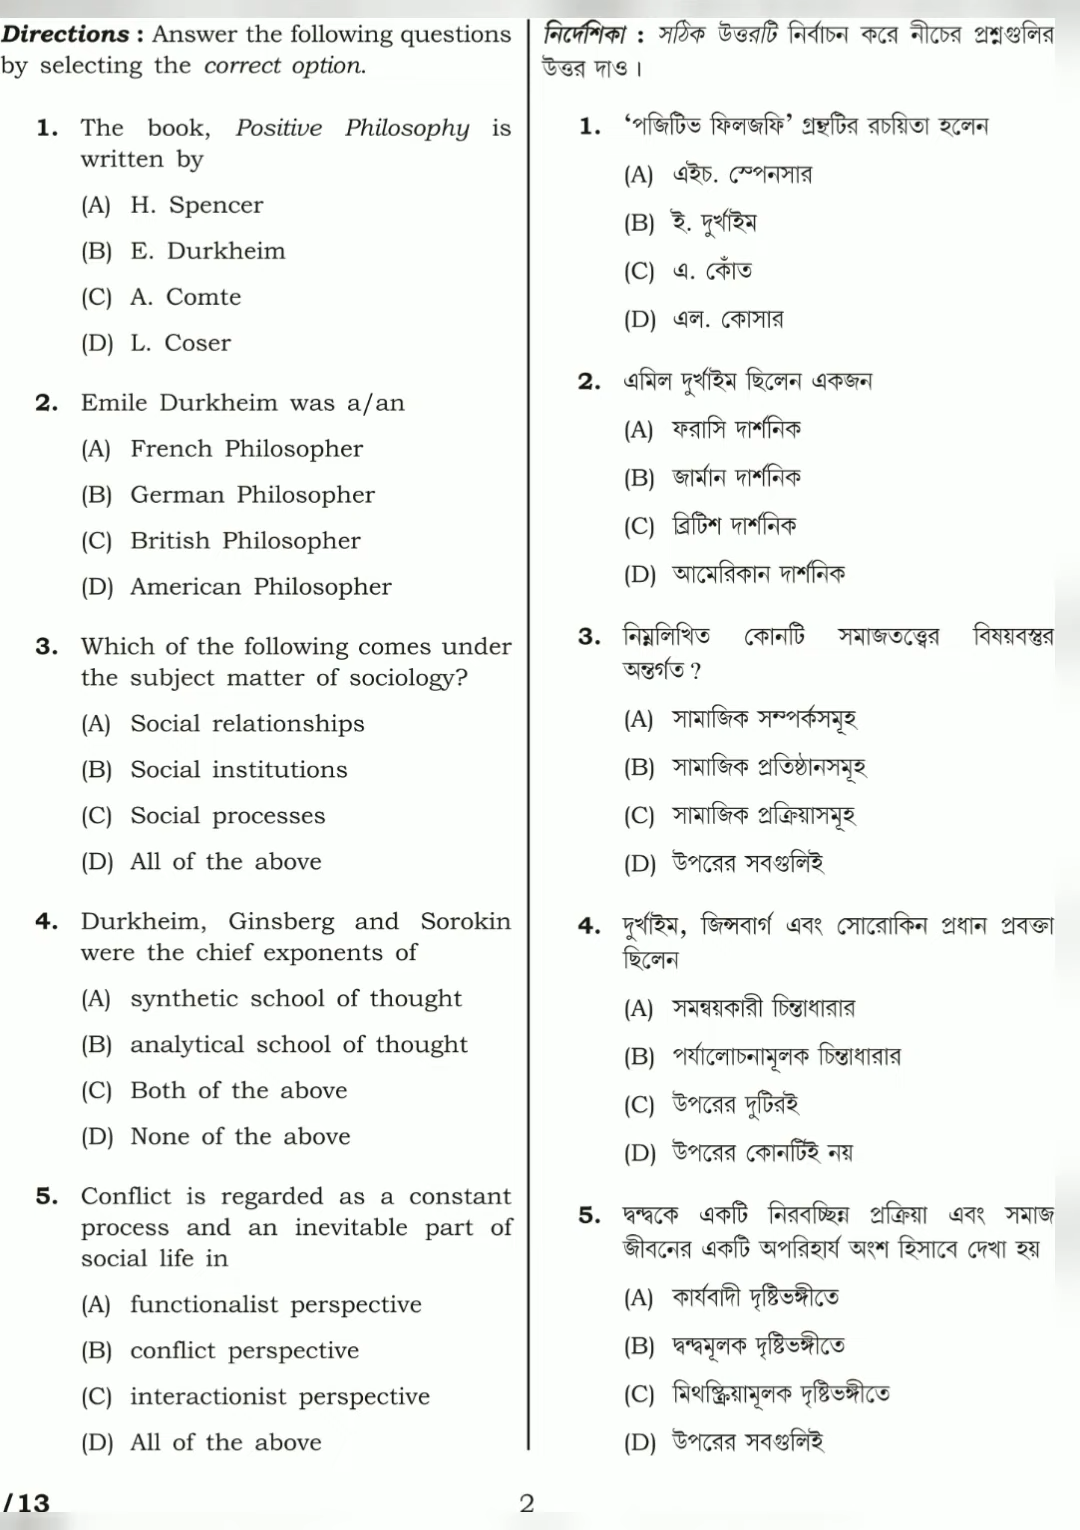 Directions : Answer the following questions
by selecting the correct option.
1. The book, Positive Philosophy is
written by
(A) H. Spencer
(B) E. Durkheim
(C) A. Comte
(D) L. Coser
2. Emile Durkheim was a/an
(A) French Philosopher
(B) German Philosopher
(C) British Philosopher
(D) American Philosopher
3. Which of the following comes under
the subject matter of sociology?
(A) Social relationships
(B) Social institutions
(C) Social processes
(D) All of the above
4. Durkheim, Ginsberg and Sorokin
were the chief exponents of
(A) synthetic school of thought
(B) analytical school of thought
(C) Both of the above
(D) None of the above
5. Conflict is regarded as a constant
process and an inevitable part of
social life in
(A) functionalist perspective
(B) conflict perspective
(C) interactionist perspective
(D) All of the above
নির্দেশিকা : সঠিক উত্তরটি নির্বাচন করে নীচের প্রশ্নগুলির
উত্তর দাও।
1. ‘পজিটিভ ফিলজফি’ গ্রন্থটির রচয়িতা হলেন
(A) এইচ. স্পেনসার
(B) ই. দুর্খাইম
(C) এ. কোঁত
(D) এল. কোসার
2. এমিল দুর্খাইম ছিলেন একজন
(A) ফরাসি দার্শনিক
(B) জার্মান দার্শনিক
(C) ব্রিটিশ দার্শনিক
(D) আমেরিকান দার্শনিক
3. নিম্নলিখিত কোনটি সমাজতত্ত্বের বিষয়বস্তুর
অন্তর্গত ?
(A) সামাজিক সম্পর্কসমূহ
(B) সামাজিক প্রতিষ্ঠানসমূহ
(C) সামাজিক প্রক্রিয়াসমূহ
(D) উপরের সবগুলিই
4. দুর্খাইম, জিন্সবার্গ এবং সোরোকিন প্রধান প্রবক্তা
ছিলেন
(A) সমন্বয়কারী চিন্তাধারার
(B) পর্যালোচনামূলক চিন্তাধারার
(C) উপরের দুটিরই
(D) উপরের কোনটিই নয়
5. দ্বন্দ্বকে একটি নিরবচ্ছিন্ন প্রক্রিয়া এবং সমাজ
জীবনের একটি অপরিহার্য অংশ হিসাবে দেখা হয়
(A) কার্যবাদী দৃষ্টিভঙ্গীতে
(B) দ্বন্দ্বমূলক দৃষ্টিভঙ্গীতে
(C) মিথষ্ক্রিয়ামূলক দৃষ্টিভঙ্গীতে
(D) উপরের সবগুলিই
/13
2